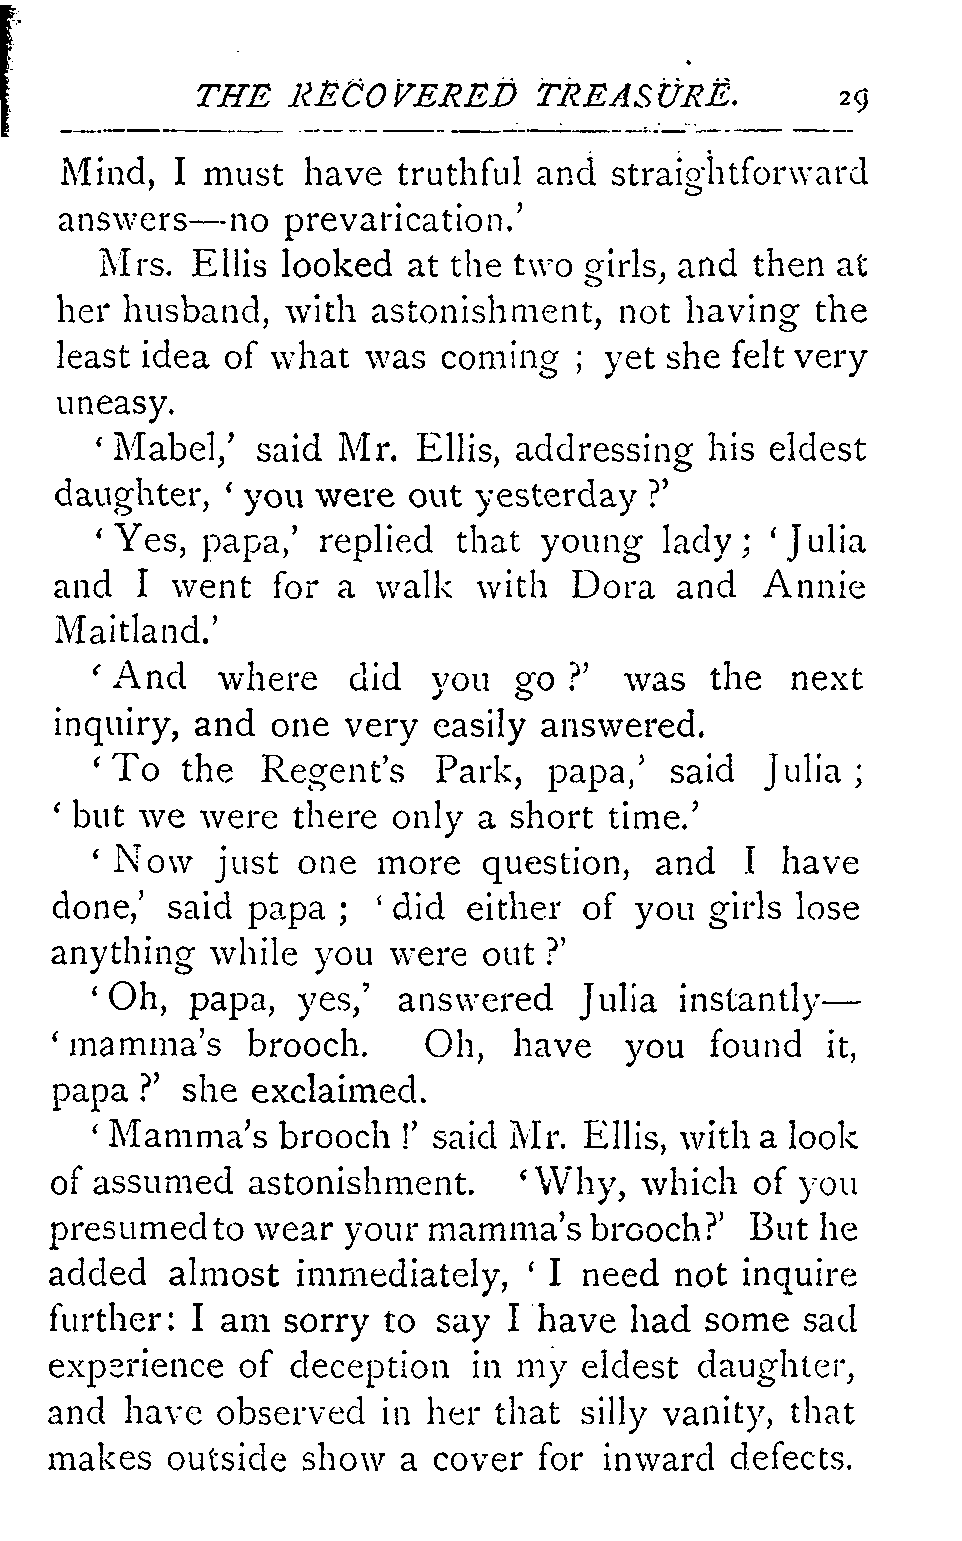 THE RECOVERED TREASURE. 29
Mind, I must have truthful and straightforward
answers—no prevarication.’
Mrs. Ellis looked at the two girls, and then at
her husband, with astonishment, not having the
least idea of what was coming ; yet she felt very
uneasy.
‘ Mabel,’ said Mr. Ellis, addressing his eldest
daughter, ‘ you were out yesterday ?’
‘ Yes, papa,’ replied that young lady ; ‘ Julia
and I went for a walk with Dora and Annie
Maitland.’
‘ And where did you go ?’ was the next
inquiry, and one very easily answered.
‘ To the Regent’s Park, papa,’ said Julia ;
‘ but we were there only a short time.’
‘ Now just one more question, and I have
done,’ said papa ; ‘ did either of you girls lose
anything while you were out ?’
‘ Oh, papa, yes,’ answered Julia instantly—
‘ mamma’s brooch. Oh, have you found it,
papa ?’ she exclaimed.
‘ Mamma’s brooch !’ said Mr. Ellis, with a look
of assumed astonishment. ‘ Why, which of you
presumed to wear your mamma’s brooch?’ But he
added almost immediately, ‘ I need not inquire
further: I am sorry to say I have had some sad
experience of deception in my eldest daughter,
and have observed in her that silly vanity, that
makes outside show a cover for inward defects.